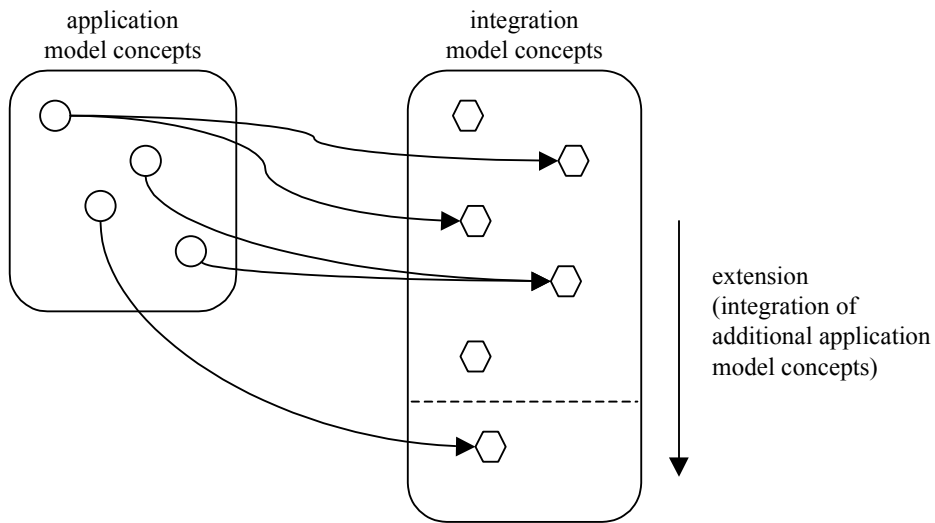 application
model concepts
integration
model concepts
extension
(integration of
additional application
model concepts)